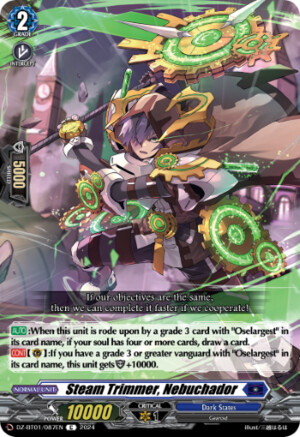 2
GRADE
INTERCEPT
5000
SHIELD
"If our objectives are the same,
then we can complete it faster if we cooperate!"
AUTO:When this unit is rode upon by a grade 3 card with "Oselargest" in
its card name, if your soul has four or more cards, draw a card.
CONT【】:If you have a grade 3 or greater vanguard with "Oselargest" in
its card name, this unit gets +10000.
NORMAL UNIT
Steam Trimmer, Nebuchador
DZ-BT01/087EN C 2024
POWER
10000
CRITICAL
1
Dark States
Gearoid